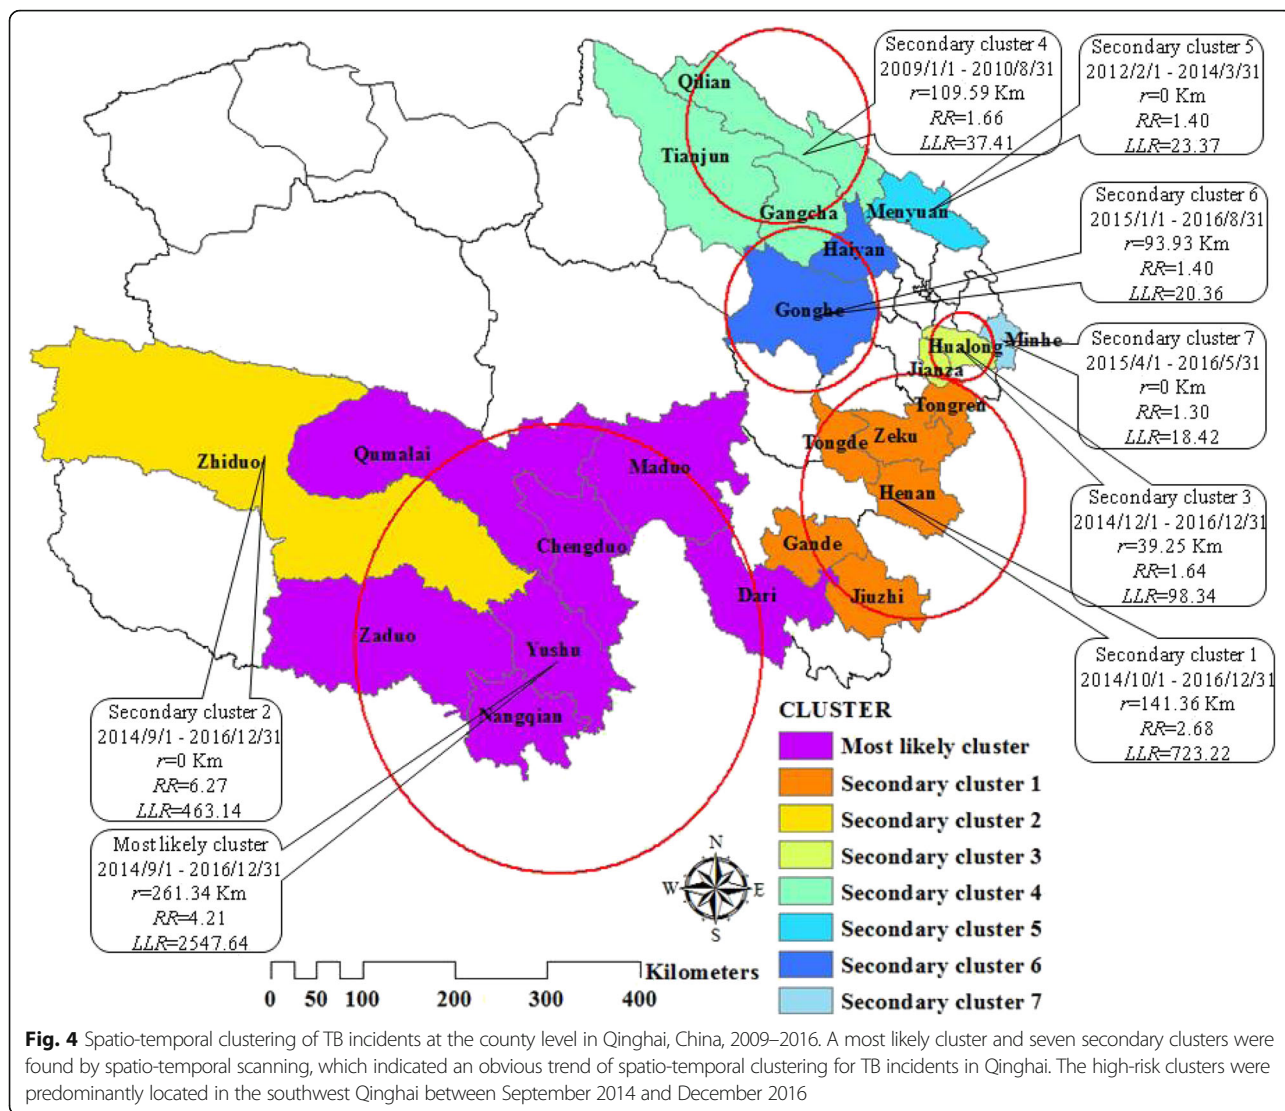 Secondary cluster 4
2009/1/1 - 2010/8/31
r=109.59 Km
RR=1.66
LLR=37.41
Secondary cluster 5
2012/2/1 - 2014/3/31
r=0 Km
RR=1.40
LLR=23.37
Secondary cluster 6
2015/1/1 - 2016/8/31
r=93.93 Km
RR=1.40
LLR=20.36
Secondary cluster 7
2015/4/1 - 2016/5/31
r=0 Km
RR=1.30
LLR=18.42
Secondary cluster 3
2014/12/1 - 2016/12/31
r=39.25 Km
RR=1.64
LLR=98.34
Secondary cluster 1
2014/10/1 - 2016/12/31
r=141.36 Km
RR=2.68
LLR=723.22
Secondary cluster 2
2014/9/1 - 2016/12/31
r=0 Km
RR=6.27
LLR=463.14
Most likely cluster
2014/9/1 - 2016/12/31
r=261.34 Km
RR=4.21
LLR=2547.64
Qilian
Tianjun
Gangcha
Menyuan
Haiyan
Gonghe
Hualong
Minhe
Jianza
Tongren
Tongde
Zeku
Henan
Gande
Jiuzhi
Dari
Maduo
Qumalai
Zhiduo
Chengduo
Zaduo
Yushu
Nangqian
CLUSTER
Most likely cluster
Secondary cluster 1
Secondary cluster 2
Secondary cluster 3
Secondary cluster 4
Secondary cluster 5
Secondary cluster 6
Secondary cluster 7
N
W E
S
Kilometers
0 50 100 200 300 400
Fig. 4 Spatio-temporal clustering of TB incidents at the county level in Qinghai, China, 2009–2016. A most likely cluster and seven secondary clusters were
found by spatio-temporal scanning, which indicated an obvious trend of spatio-temporal clustering for TB incidents in Qinghai. The high-risk clusters were
predominantly located in the southwest Qinghai between September 2014 and December 2016